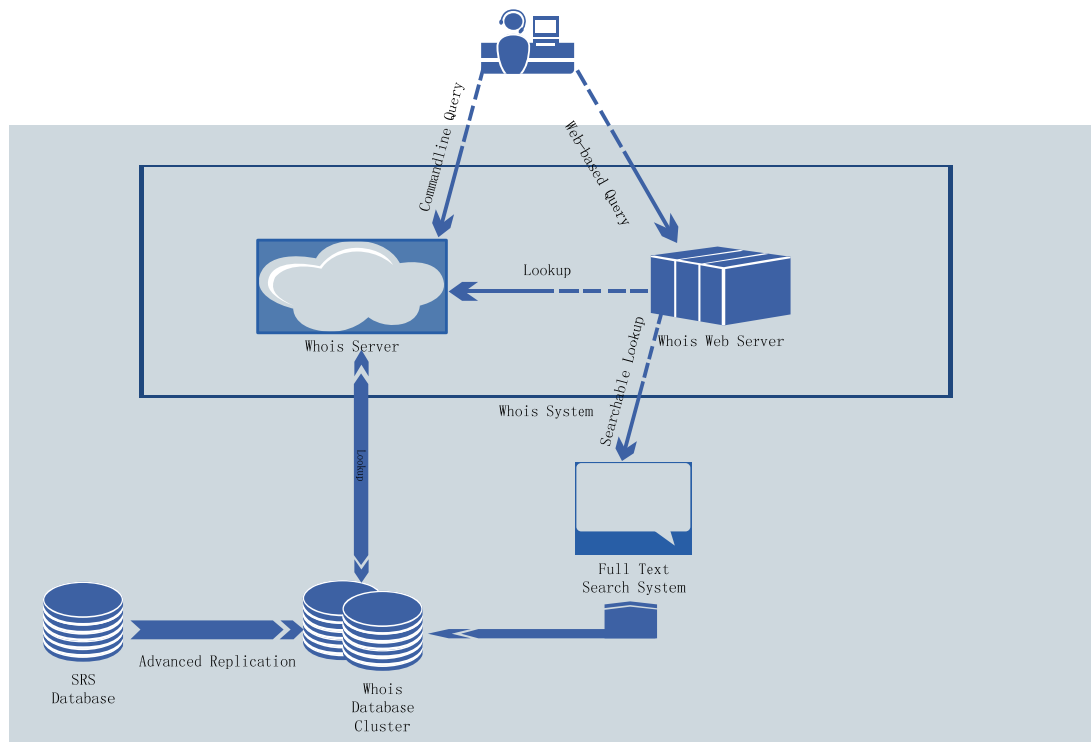 Commandline Query
Web-based Query
Lookup
Whois Server
Whois Web Server
Searchable Lookup
Whois System
Lookup
Full Text
Search System
Advanced Replication
SRS
Database
Whois
Database
Cluster